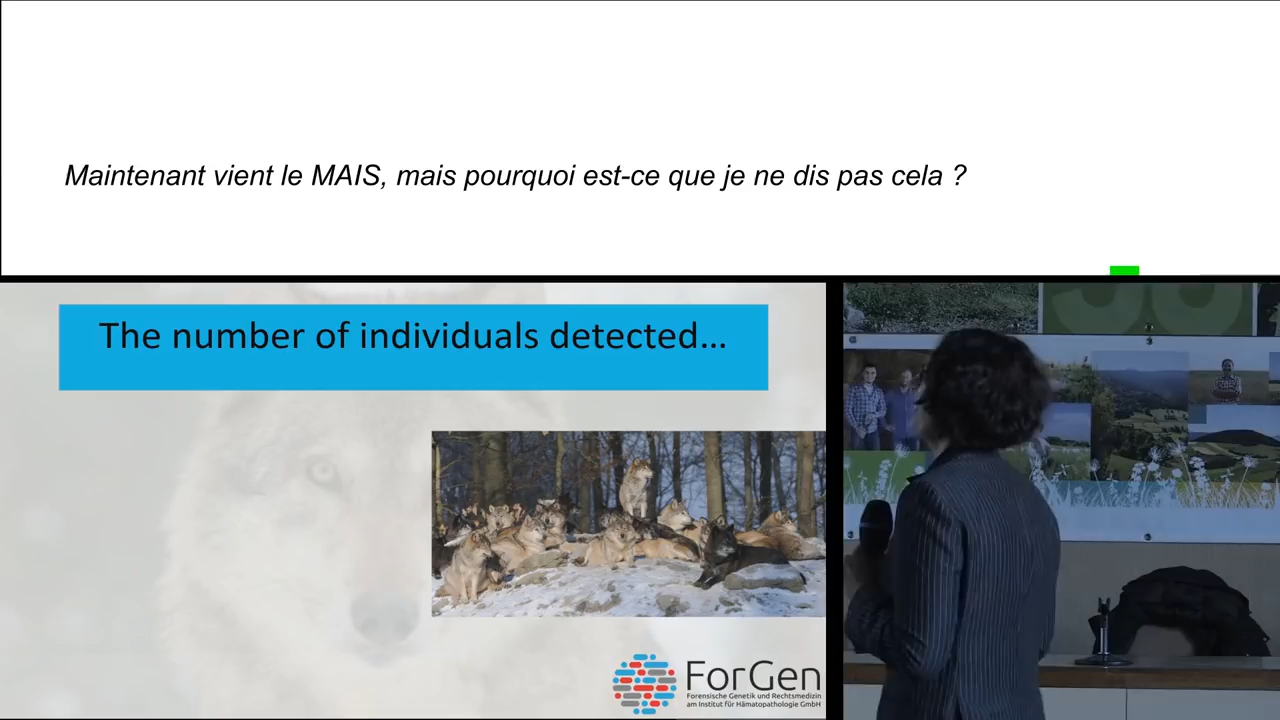 Maintenant vient le MAIS, mais pourquoi est-ce que je ne dis pas cela ?
The number of individuals detected...
ForGen
Forensische Genetik und Rechtsmedizin
am Institut für Hämatopathologie GmbH